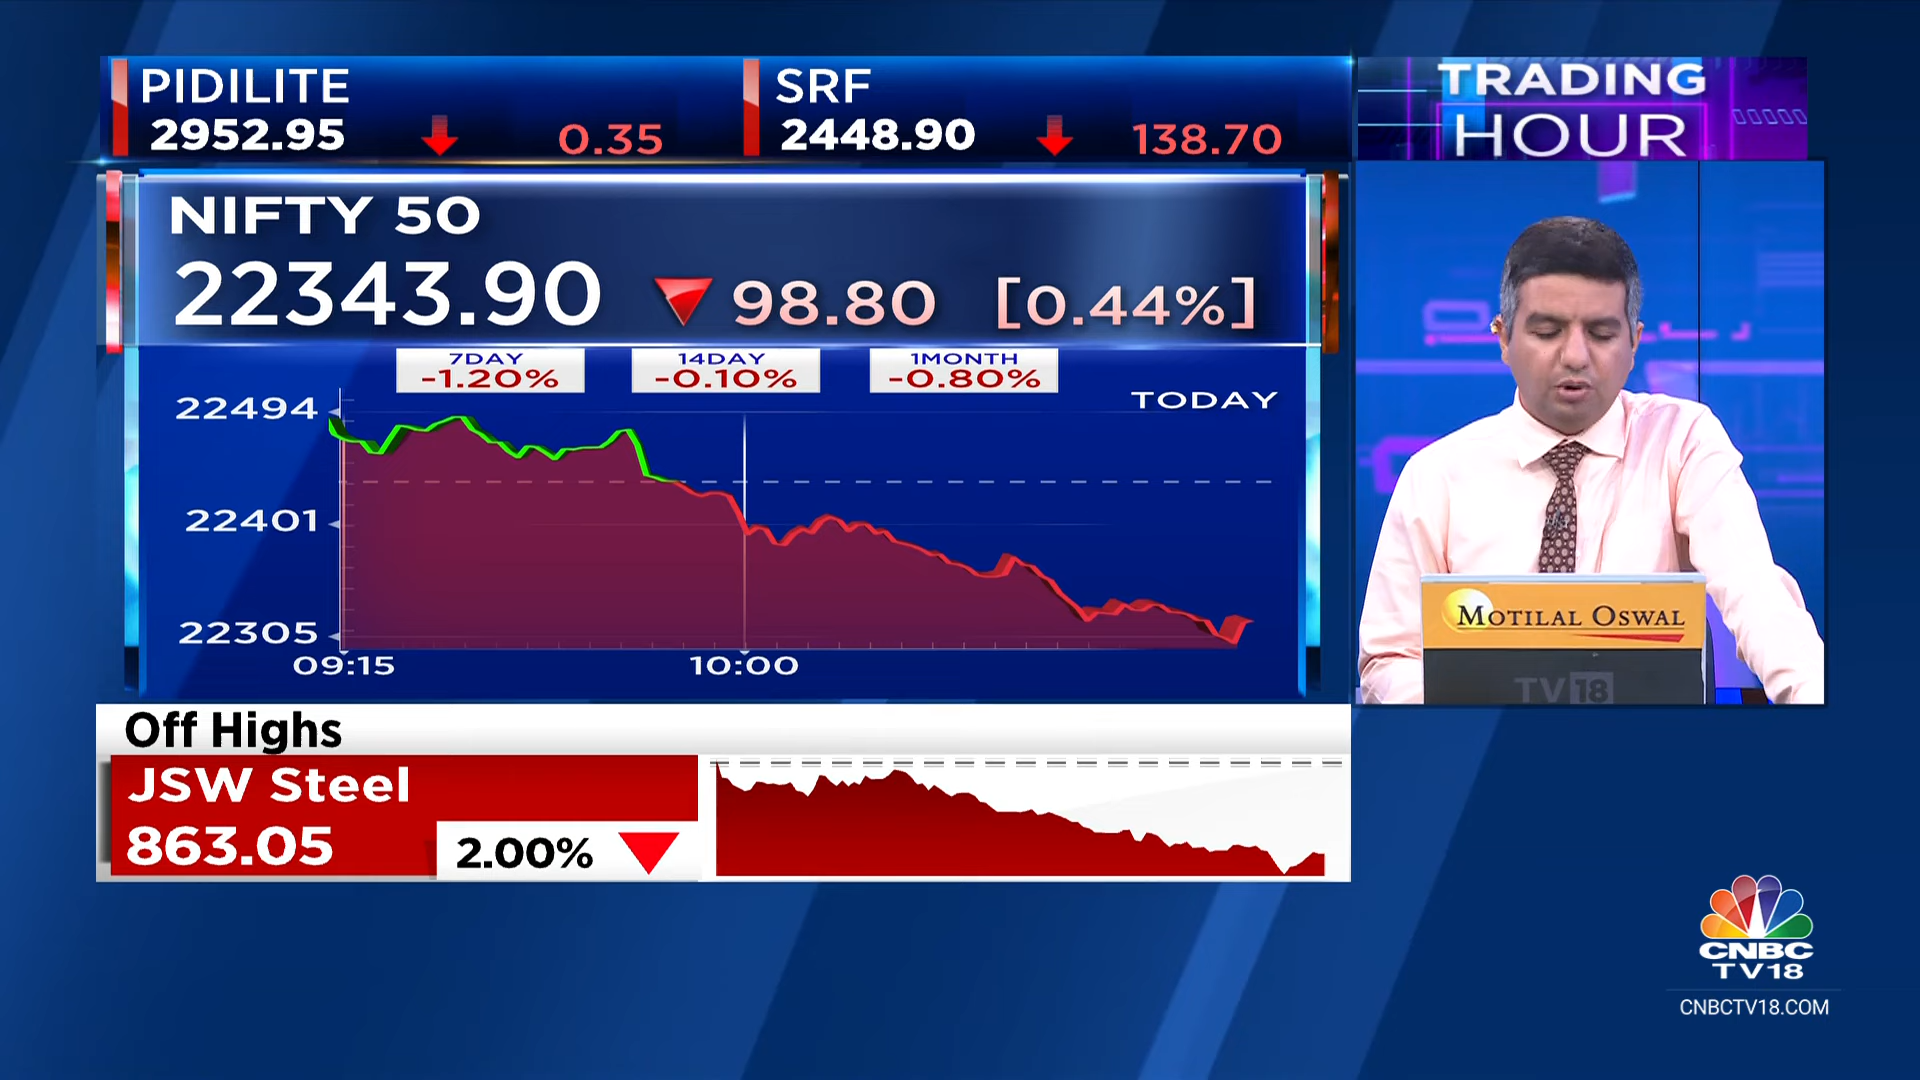 PIDILITE
2952.95 0.35
SRF
2448.90 138.70
TRADING
HOUR
NIFTY 50
22343.90 98.80 [0.44%]
7DAY
-1.20%
14DAY
-0.10%
1MONTH
-0.80%
TODAY
22494
22401
22305
09:15 10:00
MOTILAL OSWAL
TV18
Off Highs
JSW Steel
863.05 2.00%
CNBC
TV18
CNBCTV18.COM